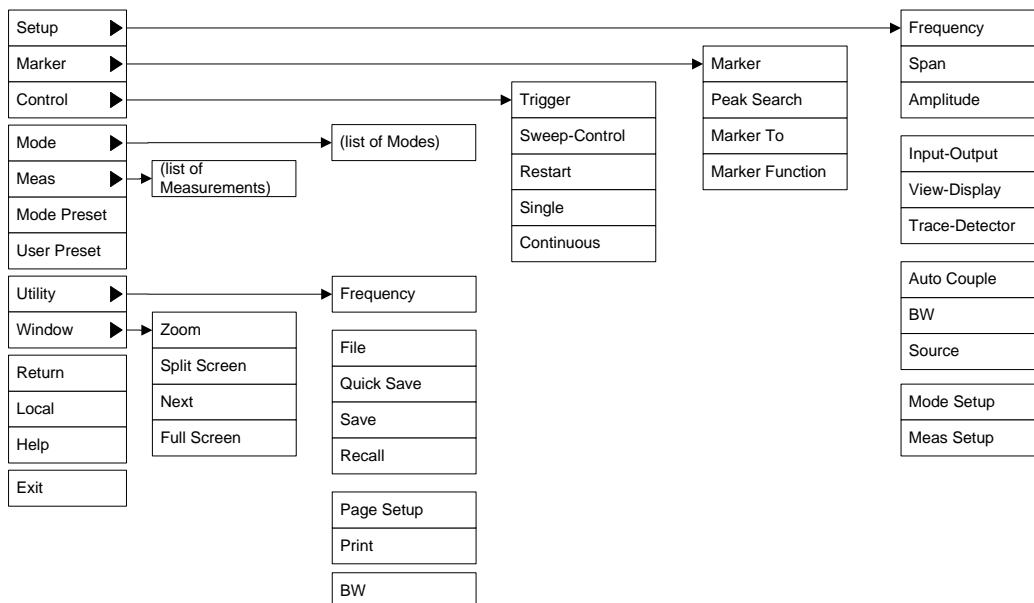 Setup
Marker
Control
Mode
Meas
Mode Preset
User Preset
Utility
Window
Return
Local
Help
Exit
(list of
Measurements)
Zoom
Split Screen
Next
Full Screen
(list of Modes)
Frequency
File
Quick Save
Save
Recall
Page Setup
Print
BW
Trigger
Sweep-Control
Restart
Single
Continuous
Marker
Peak Search
Marker To
Marker Function
Frequency
Span
Amplitude
Input-Output
View-Display
Trace-Detector
Auto Couple
BW
Source
Mode Setup
Meas Setup